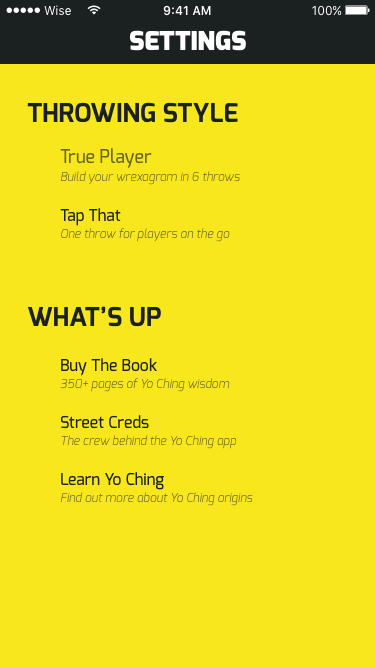 Wise 9:41 AM 100%
SETTINGS
THROWING STYLE
True Player
Build your wrexagram in 6 throws
Tap That
One throw for players on the go
WHAT'S UP
Buy The Book
350+ pages of Yo Ching wisdom
Street Creds
The crew behind the Yo Ching app
Learn Yo Ching
Find out more about Yo Ching origins